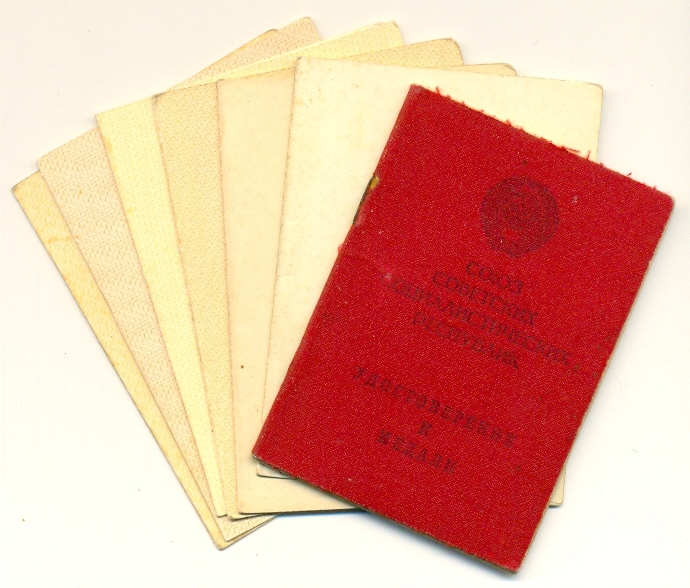 СОЮЗ
СОВЕТСКИХ
СОЦИАЛИСТИЧЕСКИХ
РЕСПУБЛИК
УДОСТОВЕРЕНИЕ
К
МЕДАЛИ